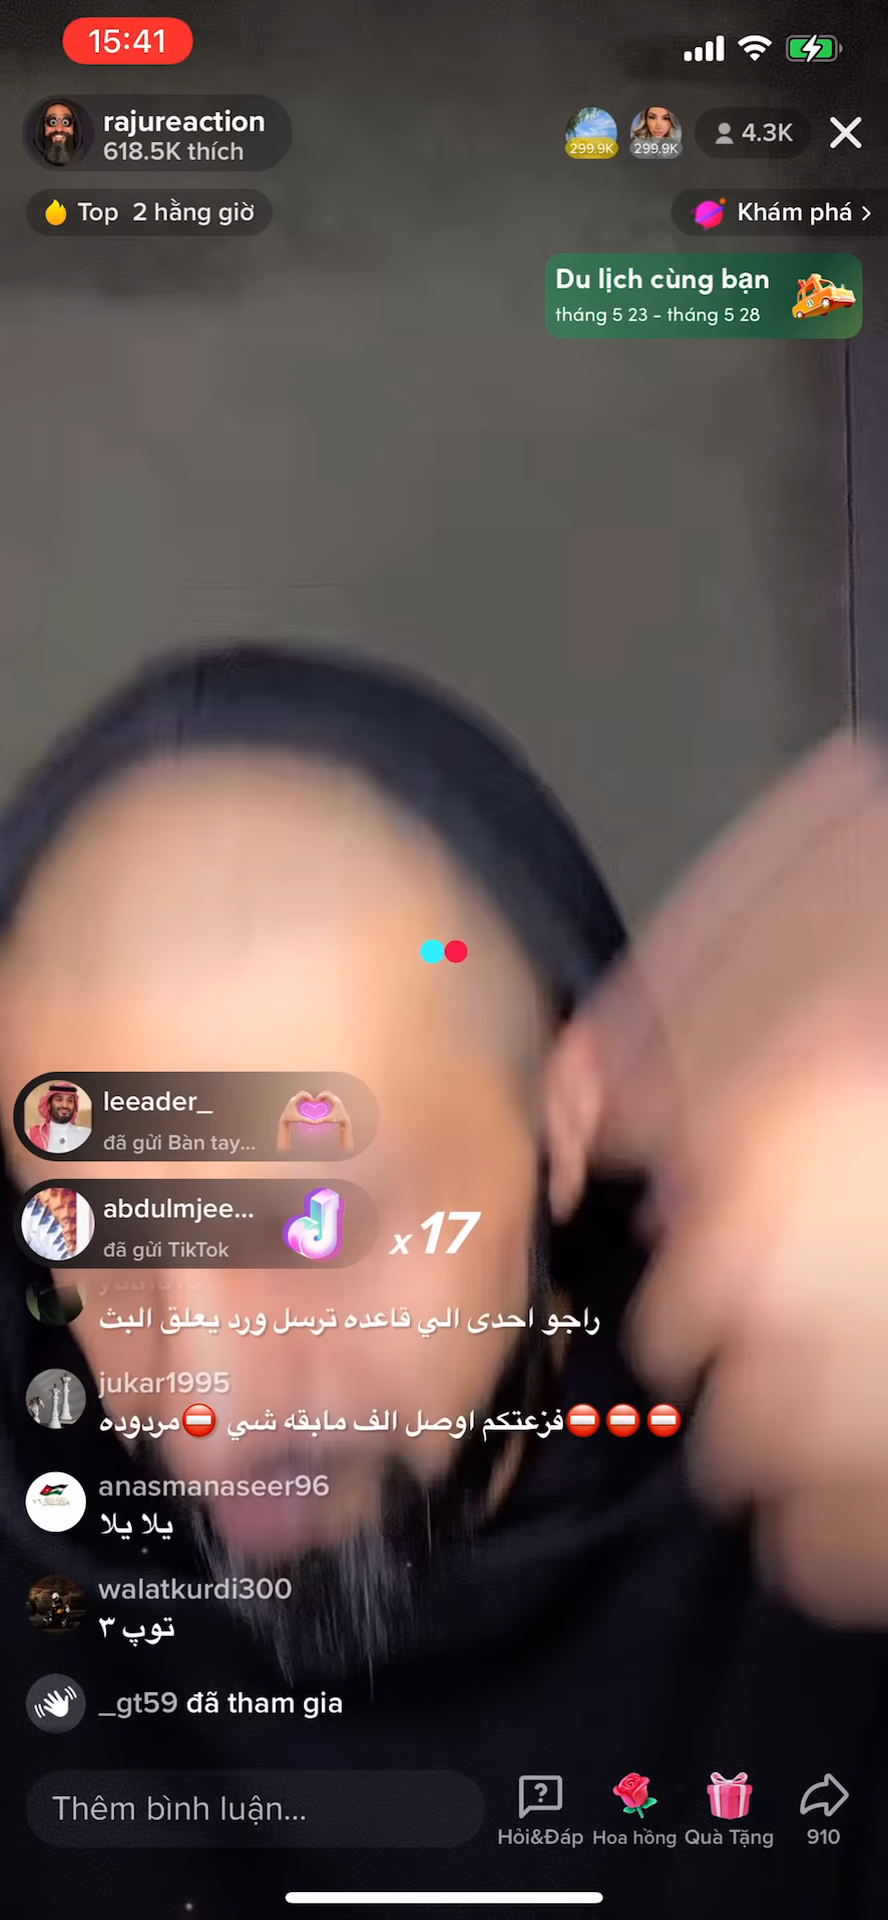 15:41
rajureaction
618.5K thích
299.9K
299.9K
4.3K
Top 2 hằng giờ
Khám phá
Du lịch cùng bạn
tháng 5 23 - tháng 5 28
leeader_
đã gửi Bàn tay...
abdulmjee...
đã gửi TikTok
x17
راجو احدى الي قاعده ترسل ورد يعلق البث
jukar1995
مردوده⛔فزعتكم اوصل الف مابقه شي ⛔⛔⛔
anasmanaseer96
يلا يلا
walatkurdi300
توپ ٣
_gt59 đã tham gia
Thêm bình luận...
Hỏi&Đáp
Hoa hồng
Quà Tặng
910